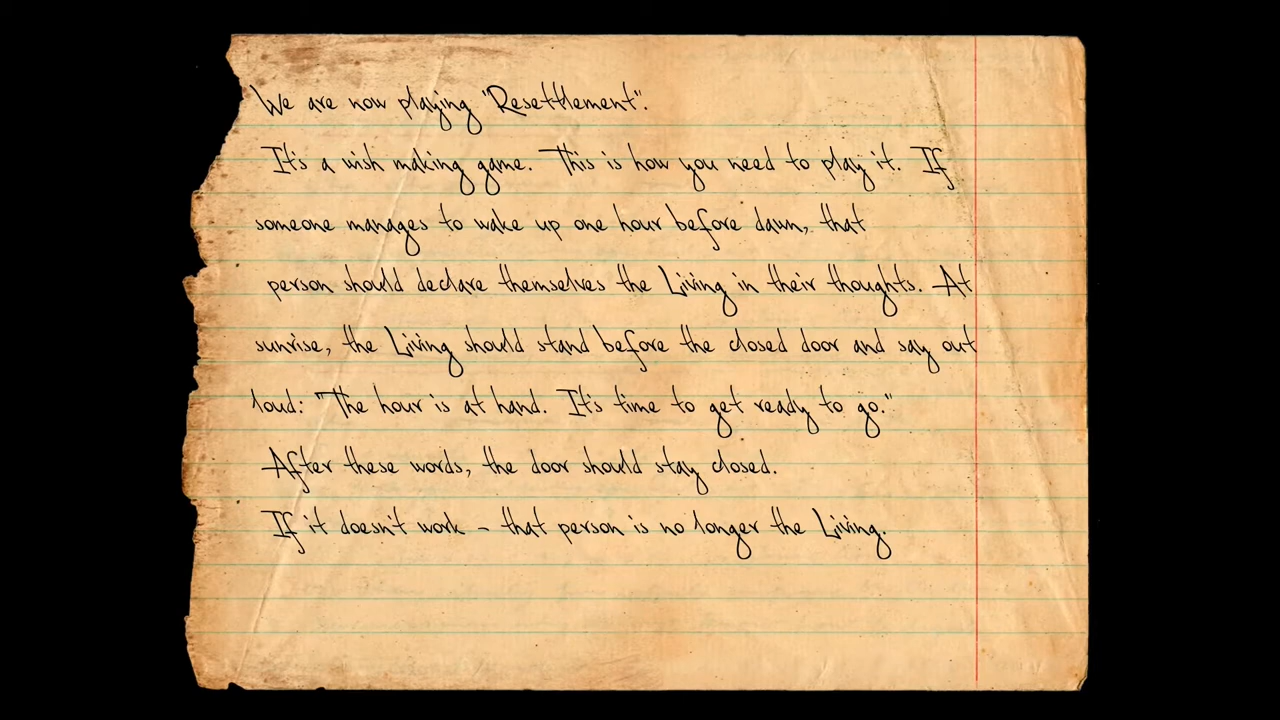 We are now playing "Resettlement".
It's a wish making game. This is how you need to play it. If
someone manages to wake up one hour before dawn, that
person should declare themselves the Living in their thoughts. At
sunrise, the Living should stand before the closed door and say out
loud: "The hour is at hand. It's time to get ready to go."
After these words, the door should stay closed.
If it doesn't work - that person is no longer the Living.